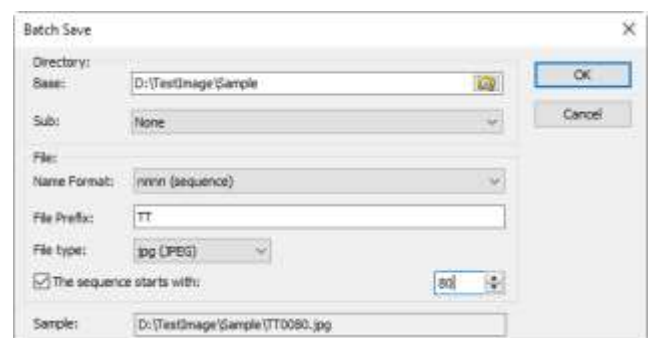 Batch Save
Directory:
Base: D:\TestImage\Sample
OK
Sub: None
Cancel
File:
Name Format: nnnn (sequence)
File Prefix: TT
File type: jpg (JPEG)
The sequence starts with: 80
Sample: D:\TestImage\Sample\TT0080.jpg